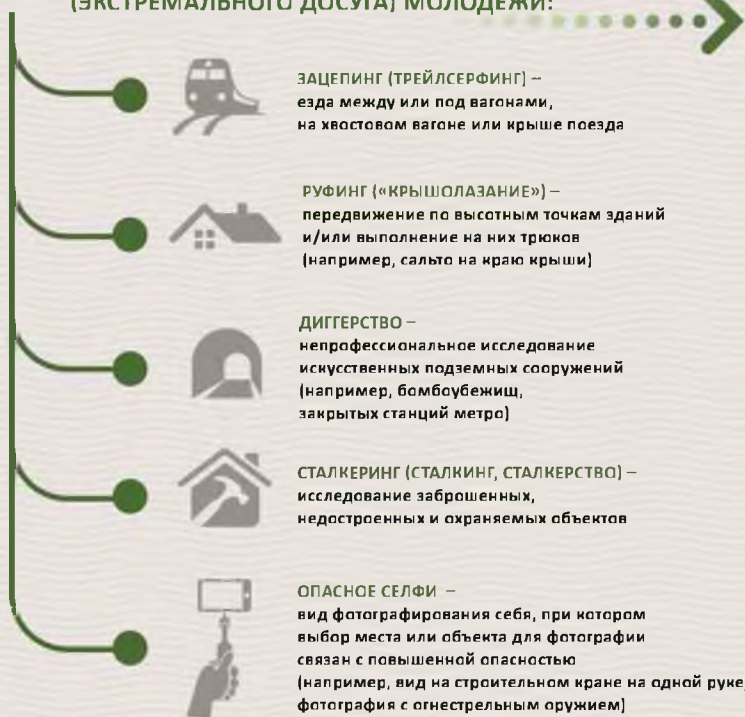 (ЭКСТРЕМАЛЬНОГО ДОСУГА) МОЛОДЕЖИ:
ЗАЦЕПИНГ (ТРЕЙЛСЕРФИНГ) –
езда между или под вагонами,
на хвостовом вагоне или крыше поезда
РУФИНГ («КРЫШОЛАЗАНИЕ») –
передвижение по высотным точкам зданий
и/или выполнение на них трюков
(например, сальто на краю крыши)
ДИГГЕРСТВО –
непрофессиональное исследование
искусственных подземных сооружений
(например, бомбоубежищ,
закрытых станций метро)
СТАЛКЕРИНГ (СТАЛКИНГ, СТАЛКЕРСТВО) –
исследование заброшенных,
недостроенных и охраняемых объектов
ОПАСНОЕ СЕЛФИ –
вид фотографирования себя, при котором
выбор места или объекта для фотографии
связан с повышенной опасностью
(например, вид на строительном кране на одной руке,
фотография с огнестрельным оружием)